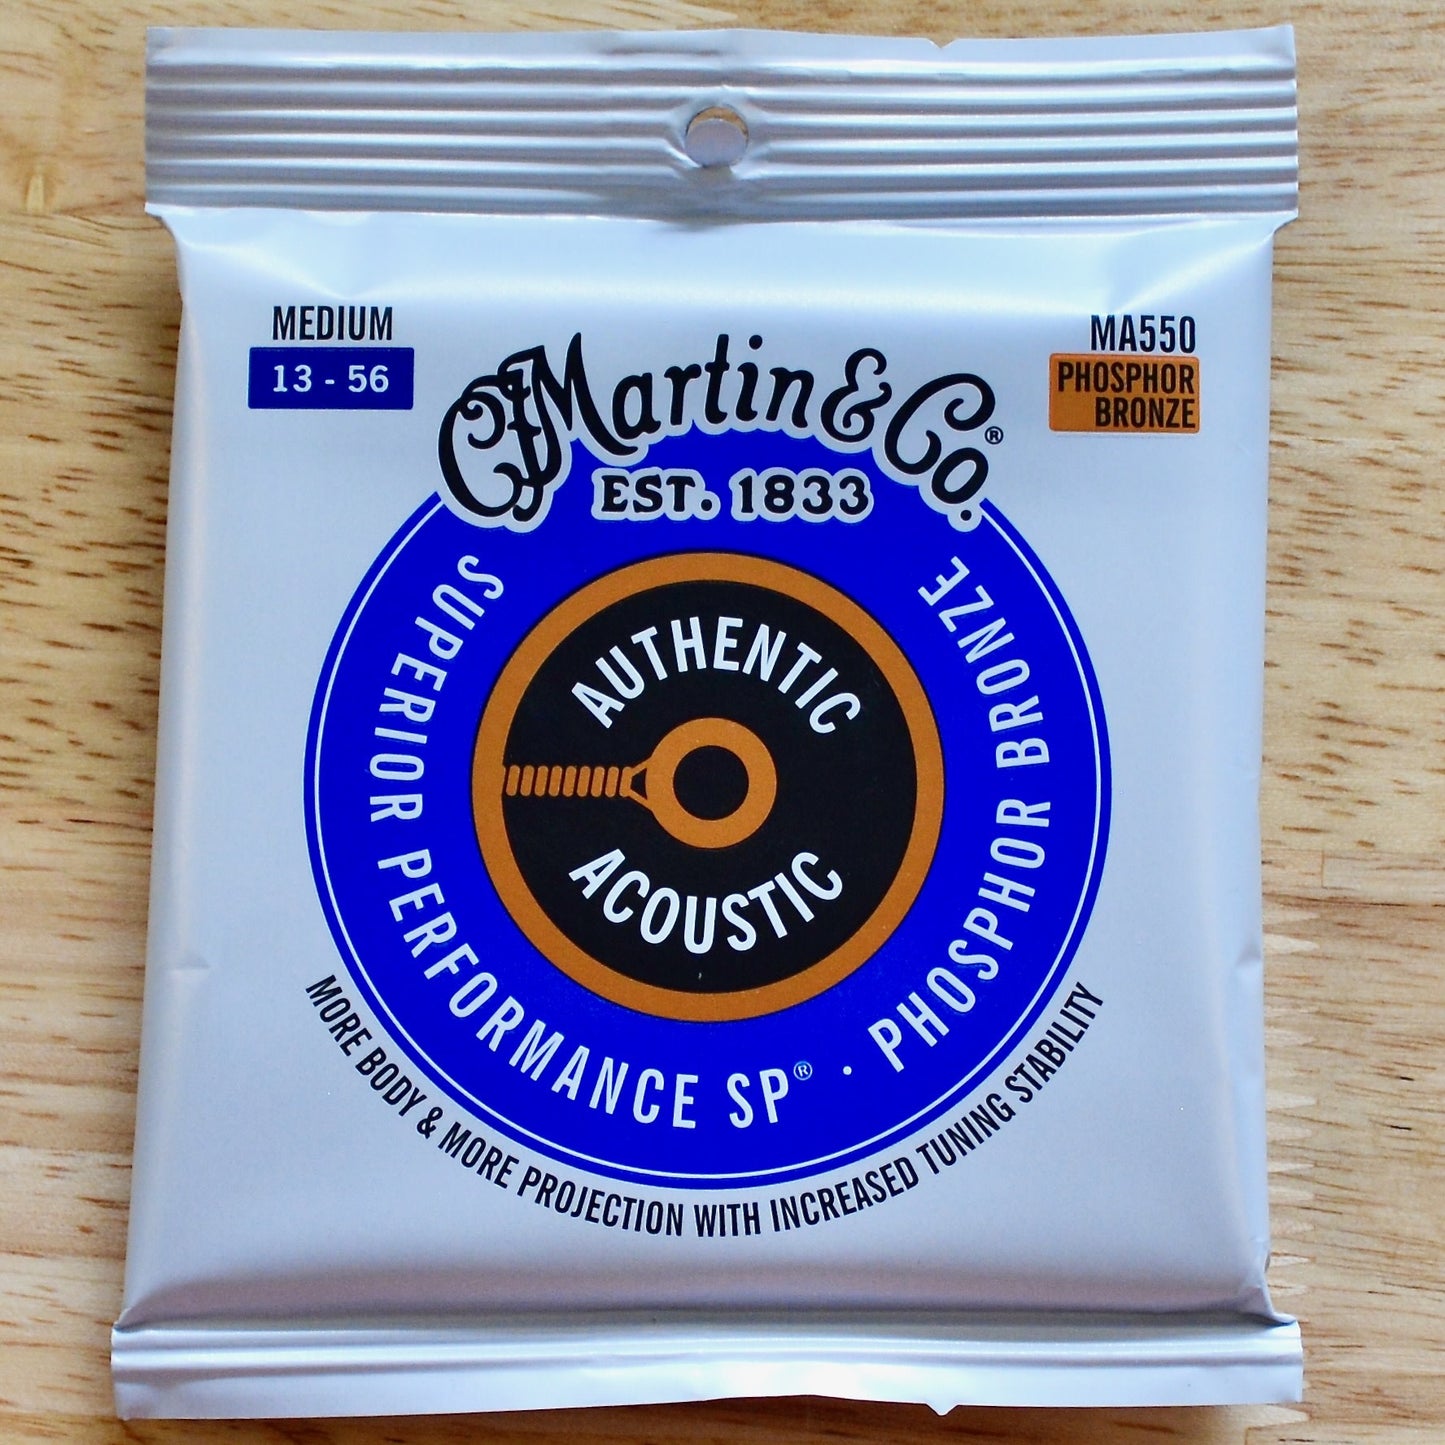 MEDIUM
13 - 56
MA550
PHOSPHOR
BRONZE
CF Martin & Co.®
EST. 1833
SUPERIOR PERFORMANCE SP® · PHOSPHOR BRONZE
AUTHENTIC
ACOUSTIC
MORE BODY & MORE PROJECTION WITH INCREASED TUNING STABILITY